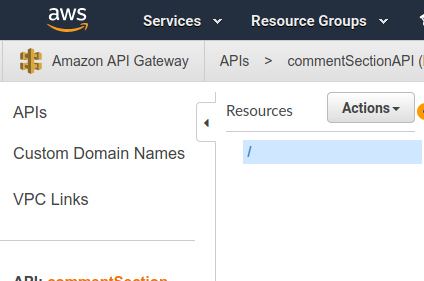 aws
Services
Resource Groups
Amazon API Gateway
APIs > commentSectionAPI (
APIs
Custom Domain Names
VPC Links
API: commentSection
Resources
Actions
/